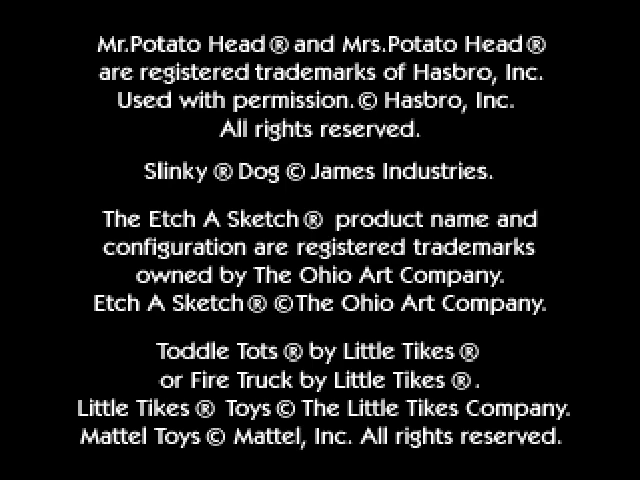 Mr.Potato Head ® and Mrs.Potato Head ®
are registered trademarks of Hasbro, Inc.
Used with permission. © Hasbro, Inc.
All rights reserved.
Slinky ® Dog © James Industries.
The Etch A Sketch ® product name and
configuration are registered trademarks
owned by The Ohio Art Company.
Etch A Sketch ® © The Ohio Art Company.
Toddle Tots ® by Little Tikes ®
or Fire Truck by Little Tikes ® .
Little Tikes ® Toys © The Little Tikes Company.
Mattel Toys © Mattel, Inc. All rights reserved.